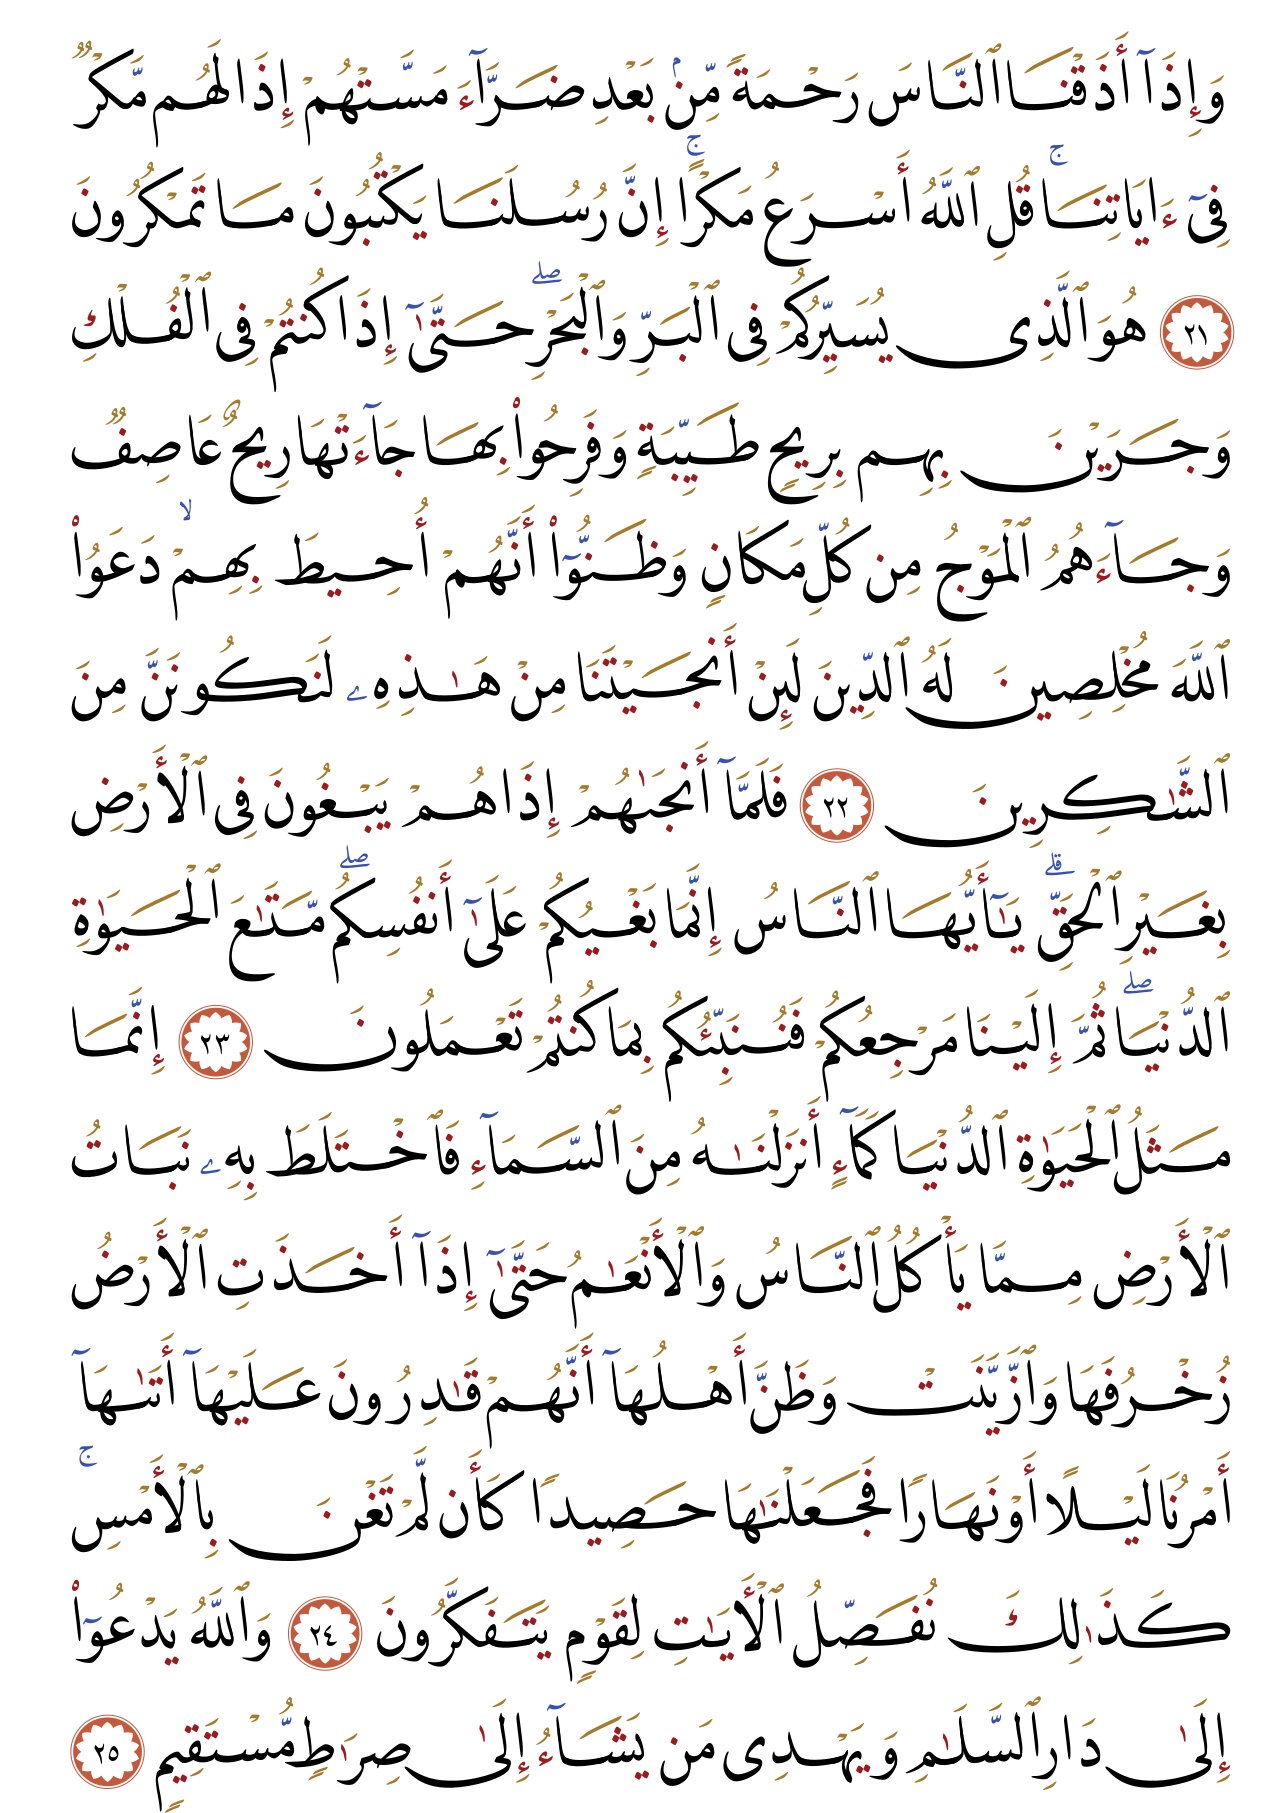 وَإِذَآ أَذَقْنَا ٱلنَّاسَ رَحْمَةً مِّنۢ بَعْدِ ضَرَّآءَ مَسَّتْهُمْ إِذَا لَهُم مَّكْرٌ
فِىٓ ءَايَاتِنَا ۚ قُلِ ٱللَّهُ أَسْرَعُ مَكْرًا ۚ إِنَّ رُسُلَنَا يَكْتُبُونَ مَا تَمْكُرُونَ
٢١ هُوَ ٱلَّذِى يُسَيِّرُكُمْ فِى ٱلْبَرِّ وَٱلْبَحْرِ ۖ حَتَّىٰٓ إِذَا كُنتُمْ فِى ٱلْفُلْكِ
وَجَرَيْنَ بِهِم بِرِيحٍ طَيِّبَةٍ وَفَرِحُوا۟ بِهَا جَآءَتْهَا رِيحٌ عَاصِفٌ
وَجَآءَهُمُ ٱلْمَوْجُ مِن كُلِّ مَكَانٍ وَظَنُّوٓا۟ أَنَّهُمْ أُحِيطَ بِهِمْ ۙ دَعَوُا۟
ٱللَّهَ مُخْلِصِينَ لَهُ ٱلدِّينَ لَئِنْ أَنجَيْتَنَا مِنْ هَـٰذِهِۦ لَنَكُونَنَّ مِنَ
ٱلشَّـٰكِرِينَ ٢٢ فَلَمَّآ أَنجَىٰهُمْ إِذَا هُمْ يَبْغُونَ فِى ٱلْأَرْضِ
بِغَيْرِ ٱلْحَقِّ ۗ يَـٰٓأَيُّهَا ٱلنَّاسُ إِنَّمَا بَغْيُكُمْ عَلَىٰٓ أَنفُسِكُم ۖ مَّتَـٰعَ ٱلْحَيَوٰةِ
ٱلدُّنْيَا ۖ ثُمَّ إِلَيْنَا مَرْجِعُكُمْ فَنُنَبِّئُكُم بِمَا كُنتُمْ تَعْمَلُونَ ٢٣ إِنَّمَا
مَثَلُ ٱلْحَيَوٰةِ ٱلدُّنْيَا كَمَآءٍ أَنزَلْنَـٰهُ مِنَ ٱلسَّمَآءِ فَٱخْتَلَطَ بِهِۦ نَبَاتُ
ٱلْأَرْضِ مِمَّا يَأْكُلُ ٱلنَّاسُ وَٱلْأَنْعَـٰمُ حَتَّىٰٓ إِذَآ أَخَذَتِ ٱلْأَرْضُ
زُخْرُفَهَا وَٱزَّيَّنَتْ وَظَنَّ أَهْلُهَآ أَنَّهُمْ قَـٰدِرُونَ عَلَيْهَآ أَتَىٰهَآ
أَمْرُنَا لَيْلًا أَوْ نَهَارًا فَجَعَلْنَـٰهَا حَصِيدًا كَأَن لَّمْ تَغْنَ بِٱلْأَمْسِ ۚ
كَذَٰلِكَ نُفَصِّلُ ٱلْأَيَـٰتِ لِقَوْمٍ يَتَفَكَّرُونَ ٢٤ وَٱللَّهُ يَدْعُوٓا۟
إِلَىٰ دَارِ ٱلسَّلَـٰمِ وَيَهْدِى مَن يَشَآءُ إِلَىٰ صِرَٰطٍ مُّسْتَقِيمٍ ٢٥